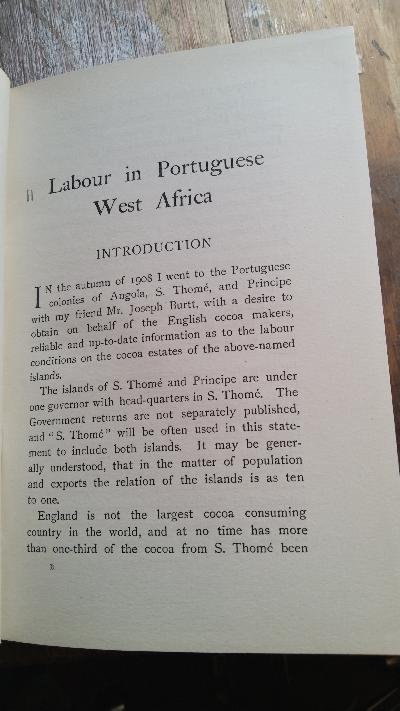 Labour in Portuguese
West Africa
INTRODUCTION
IN the autumn of 1908 I went to the Portuguese
colonies of Angola, S. Thomé, and Principe
with my friend Mr. Joseph Burtt, with a desire to
obtain on behalf of the English cocoa makers,
reliable and up-to-date information as to the labour
conditions on the cocoa estates of the above-named
islands.
The islands of S. Thomé and Principe are under
one governor with head-quarters in S. Thomé. The
Government returns are not separately published,
and "S. Thomé" will be often used in this state-
ment to include both islands. It may be gener-
ally understood, that in the matter of population
and exports the relation of the islands is as ten
to one.
England is not the largest cocoa consuming
country in the world, and at no time has more
than one-third of the cocoa from S. Thomé been
B